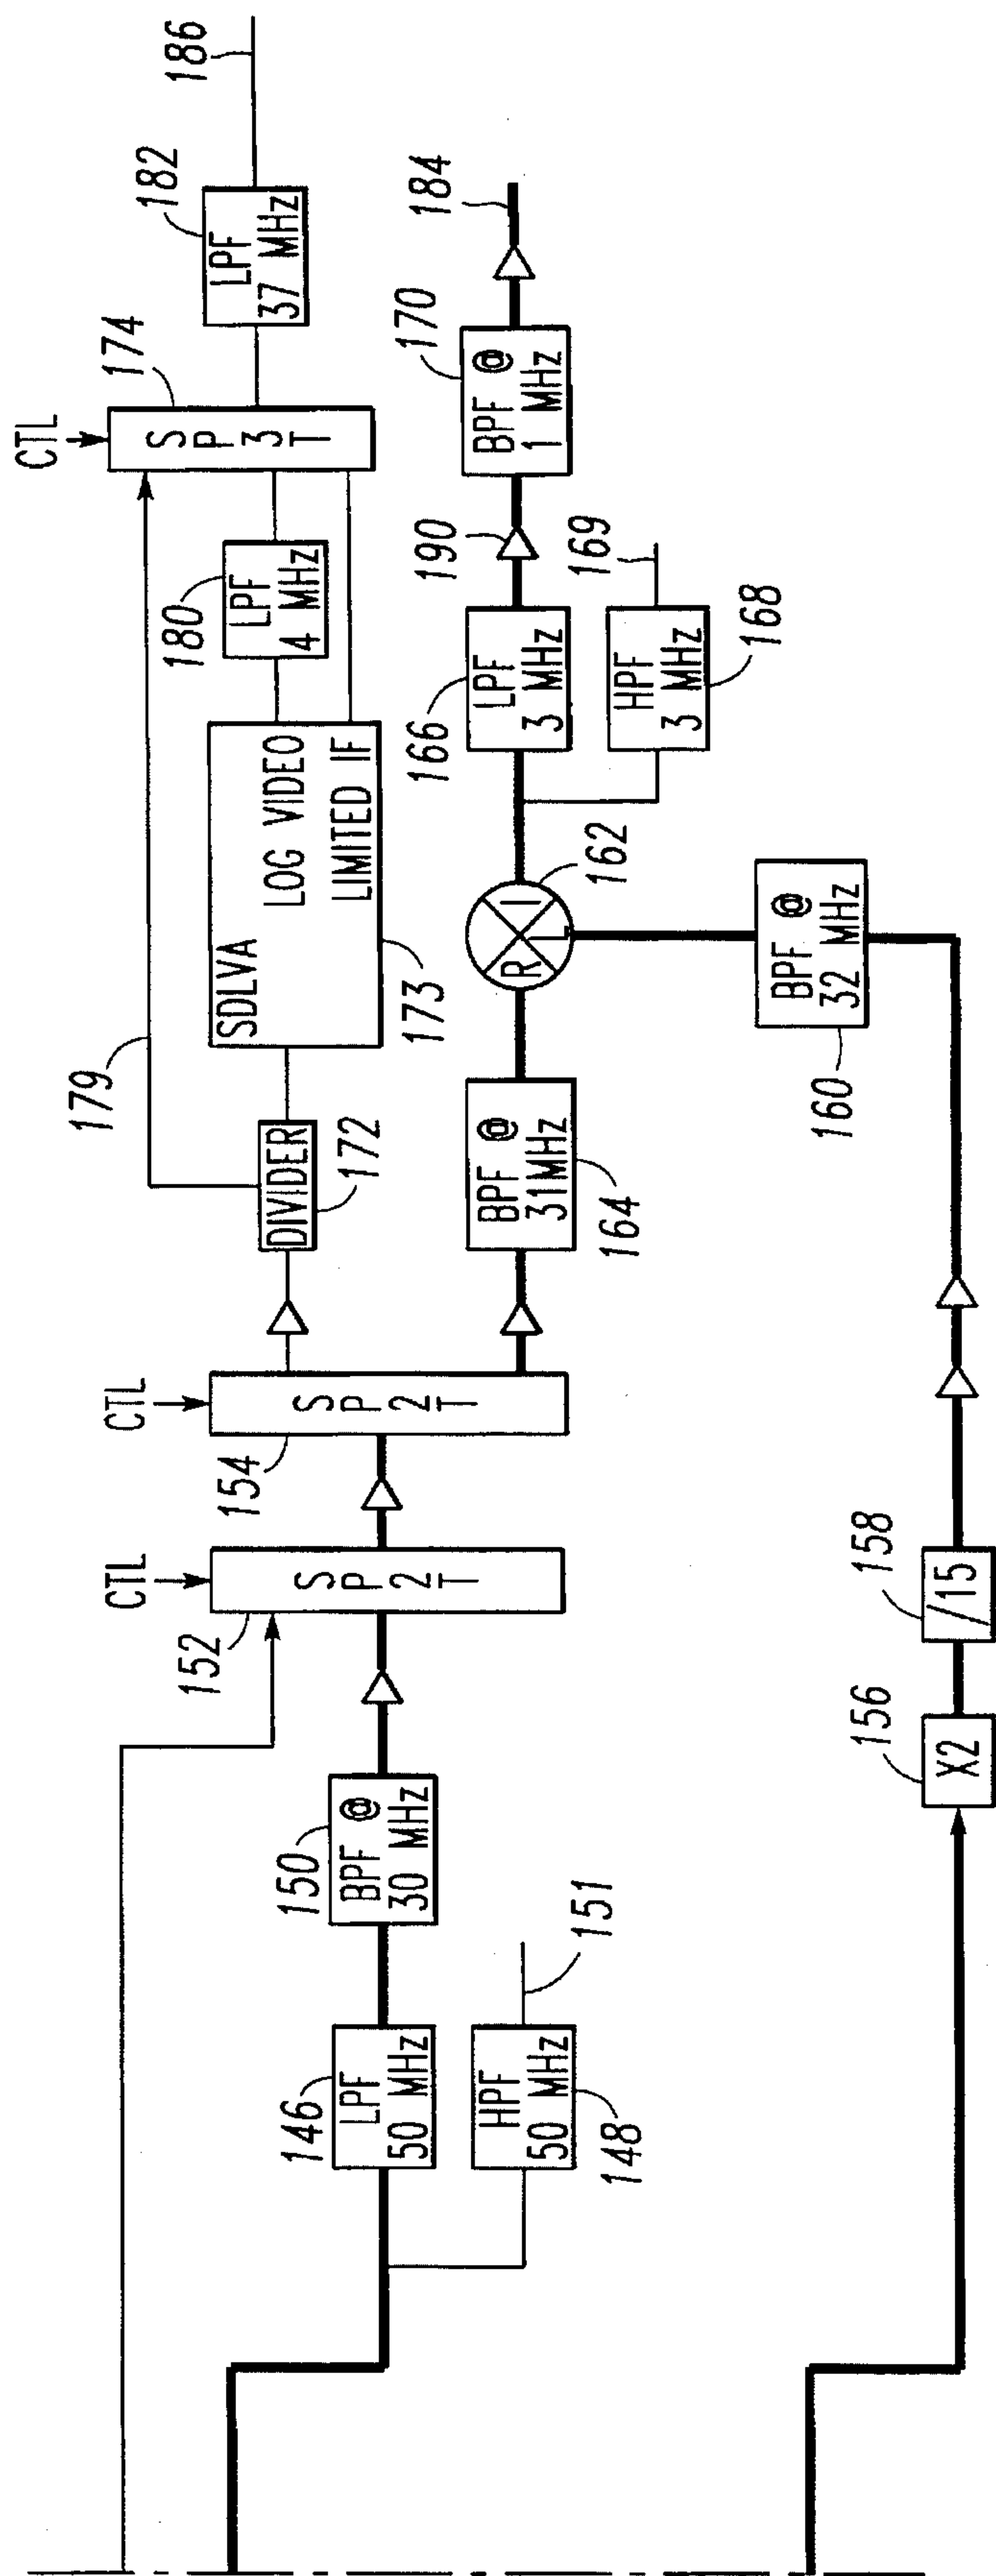 186
182
LPF
37 MHz
CTL
174
SP3T
180
LPF
4 MHz
179
SDLVA
LOG VIDEO
LIMITED IF
173
DIVIDER
172
184
170
BPF @
1 MHz
190
169
166
LPF
3 MHz
HPF
3 MHz
168
162
R
L
I
BPF @
31MHz
164
BPF @
32 MHz
160
CTL
SP2T
154
CTL
SP2T
152
150
BPF @
30 MHz
146
LPF
50 MHz
151
HPF
50 MHz
148
158
/15
156
X2